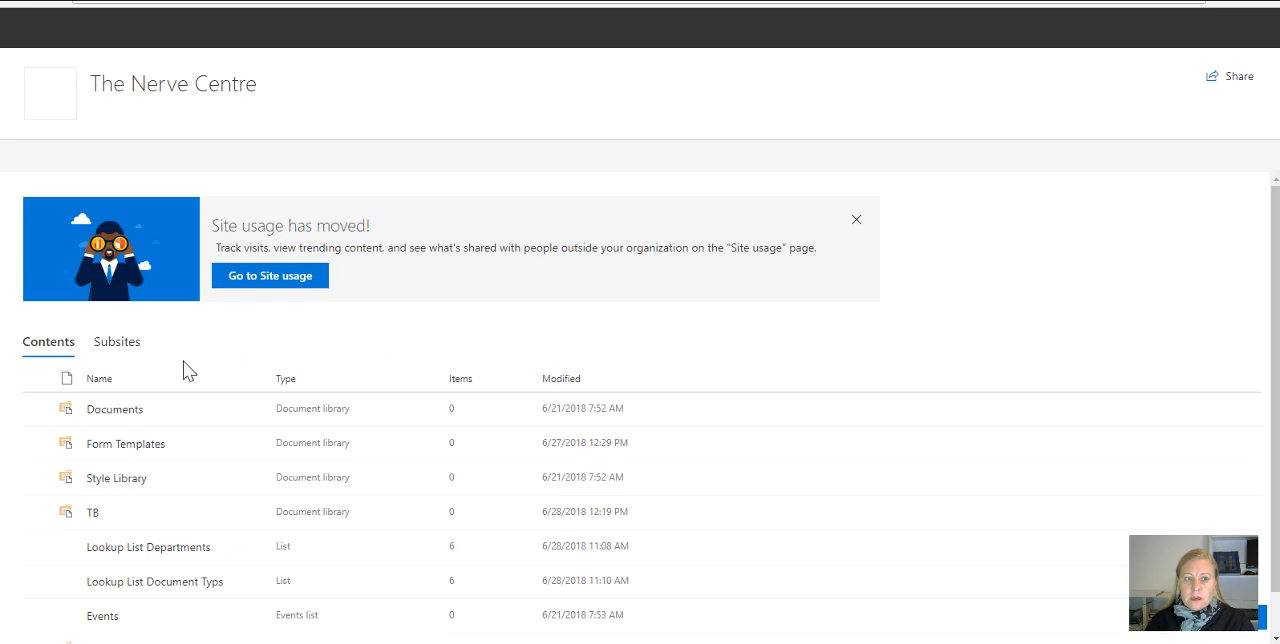 The Nerve Centre
Share
Site usage has moved!
Track visits, view trending content, and see what's shared with people outside your organization on the "Site usage" page.
Go to Site usage
Contents Subsites
Name Type Items Modified
Documents Document library 0 6/21/2018 7:52 AM
Form Templates Document library 0 6/27/2018 12:29 PM
Style Library Document library 0 6/21/2018 7:52 AM
TB Document library 0 6/28/2018 12:19 PM
Lookup List Departments List 6 6/28/2018 11:08 AM
Lookup List Document Typs List 6 6/28/2018 11:10 AM
Events Events list 0 6/21/2018 7:53 AM